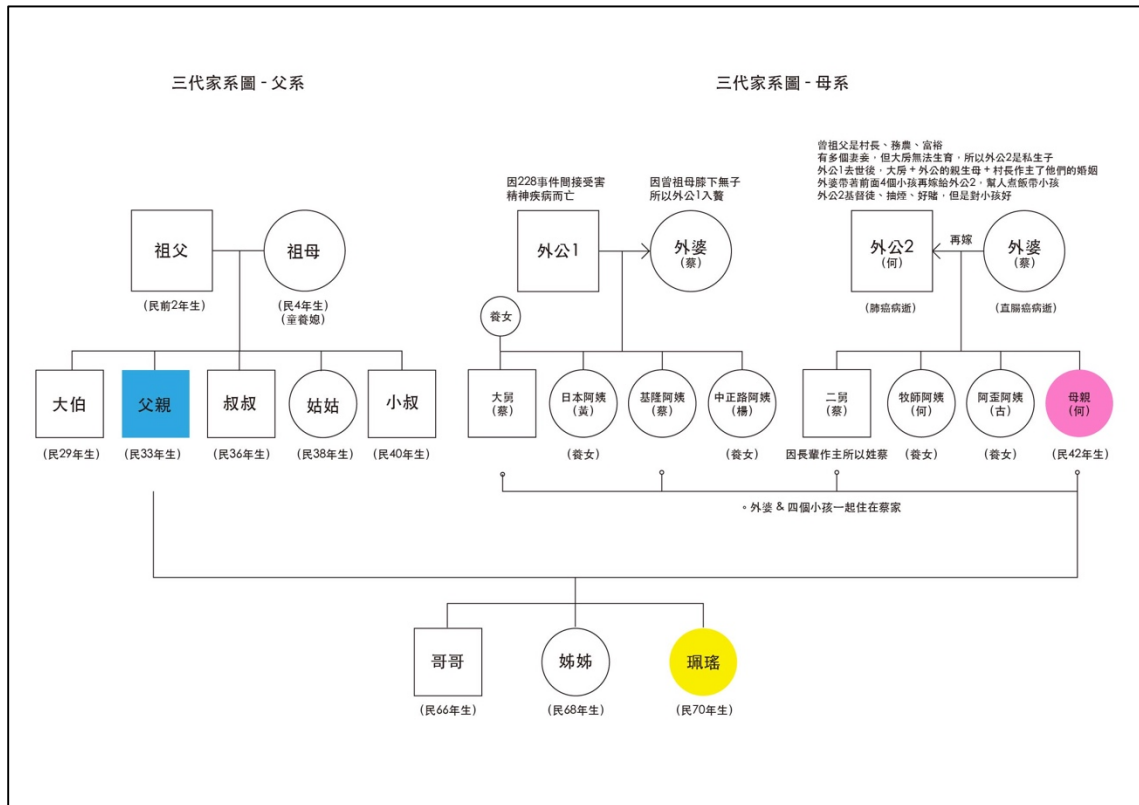 三代家系圖 - 父系
三代家系圖 - 母系
曾祖父是村長、務農、富裕
有多個妻妾，但大房無法生育，所以外公2是私生子
外公1去世後，大房 + 外公的親生母 + 村長作主了他們的婚姻
外婆帶著前面4個小孩再嫁給外公2，幫人煮飯帶小孩
外公2基督徒、抽煙、好賭，但是對小孩好
因228事件間接受害
精神疾病而亡
因曾祖母膝下無子
所以外公1入贅
祖父
(民前2年生)
祖母
(民4年生)
(童養媳)
外公1
外婆
(蔡)
外公2
(何)
(肺癌病逝)
再嫁
外婆
(蔡)
(直腸癌病逝)
養女
大伯
(民29年生)
父親
(民33年生)
叔叔
(民36年生)
姑姑
(民38年生)
小叔
(民40年生)
大舅
(蔡)
日本阿姨
(黃)
(養女)
基隆阿姨
(蔡)
中正路阿姨
(楊)
(養女)
二舅
(蔡)
因長輩作主所以姓蔡
牧師阿姨
(何)
(養女)
阿歪阿姨
(古)
(養女)
母親
(何)
(民42年生)
。外婆 & 四個小孩一起住在蔡家
哥哥
(民66年生)
姊姊
(民68年生)
珮瑤
(民70年生)